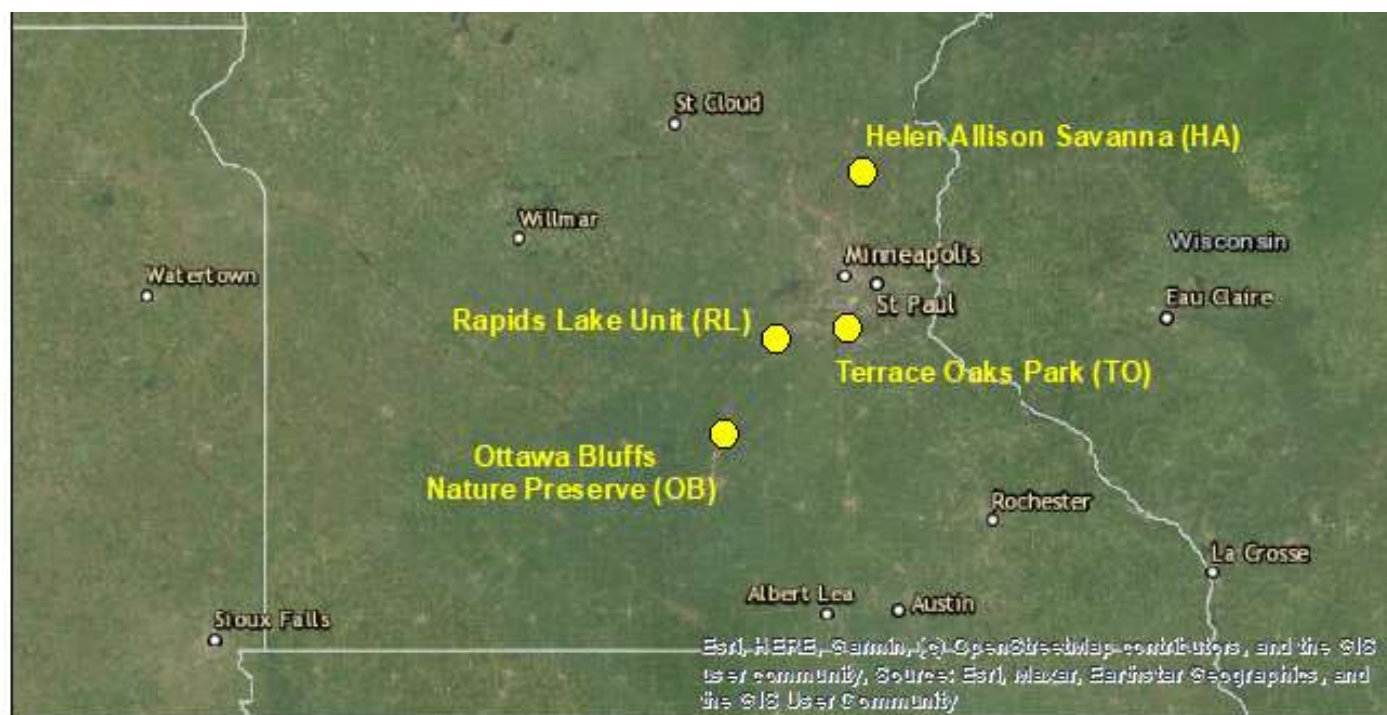 St Cloud
Helen Allison Savanna (HA)
Willmar
Wisconsin
Minneapolis
Watertown
St Paul
Eau Claire
Rapids Lake Unit (RL)
Terrace Oaks Park (TO)
Ottawa Bluffs
Nature Preserve (OB)
Rochester
La Crosse
Albert Lea
Austin
Sioux Falls
Esri, HERE, Garmin, (c) OpenStreetMap contributors, and the GIS
user community, Source: Esri, Maxar, Earthstar Geographics, and
the GIS User Community